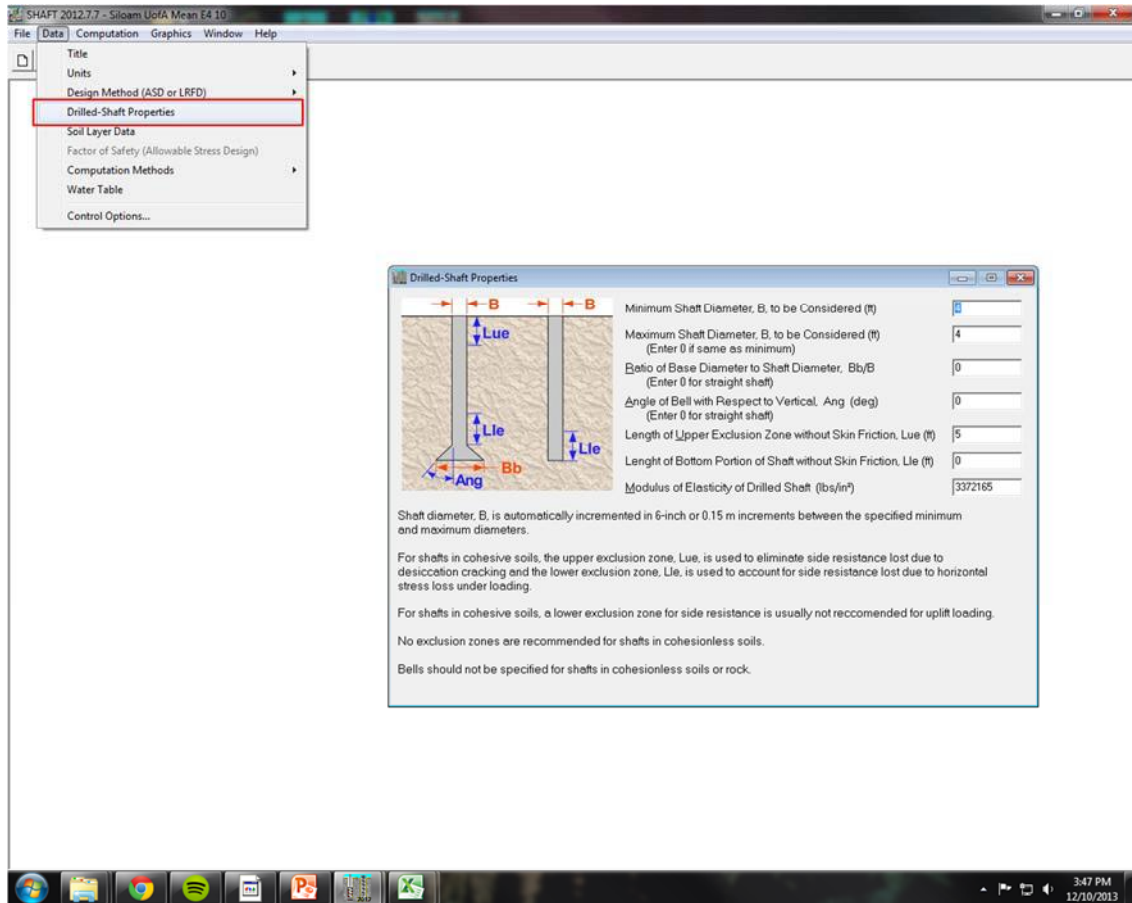 SHAFT 2012.7.7 - Siloam UofA Mean E4 10
File Data Computation Graphics Window Help
Title
Units
Design Method (ASD or LRFD)
Drilled-Shaft Properties
Soil Layer Data
Factor of Safety (Allowable Stress Design)
Computation Methods
Water Table
Control Options...
Drilled-Shaft Properties
B B
Lue
Lle
Lle
Bb
Ang
Minimum Shaft Diameter, B, to be Considered (ft) 4
Maximum Shaft Diameter, B, to be Considered (ft) 4
(Enter 0 if same as minimum)
Ratio of Base Diameter to Shaft Diameter, Bb/B 0
(Enter 0 for straight shaft)
Angle of Bell with Respect to Vertical, Ang (deg) 0
(Enter 0 for straight shaft)
Length of Upper Exclusion Zone without Skin Friction, Lue (ft) 5
Lenght of Bottom Portion of Shaft without Skin Friction, Lle (ft) 0
Modulus of Elasticity of Drilled Shaft (lbs/in²) 3372165
Shaft diameter, B, is automatically incremented in 6-inch or 0.15 m increments between the specified minimum
and maximum diameters.
For shafts in cohesive soils, the upper exclusion zone, Lue, is used to eliminate side resistance lost due to
desiccation cracking and the lower exclusion zone, Lle, is used to account for side resistance lost due to horizontal
stress loss under loading.
For shafts in cohesive soils, a lower exclusion zone for side resistance is usually not reccomended for uplift loading.
No exclusion zones are recommended for shafts in cohesionless soils.
Bells should not be specified for shafts in cohesionless soils or rock.
3:47 PM
12/10/2013